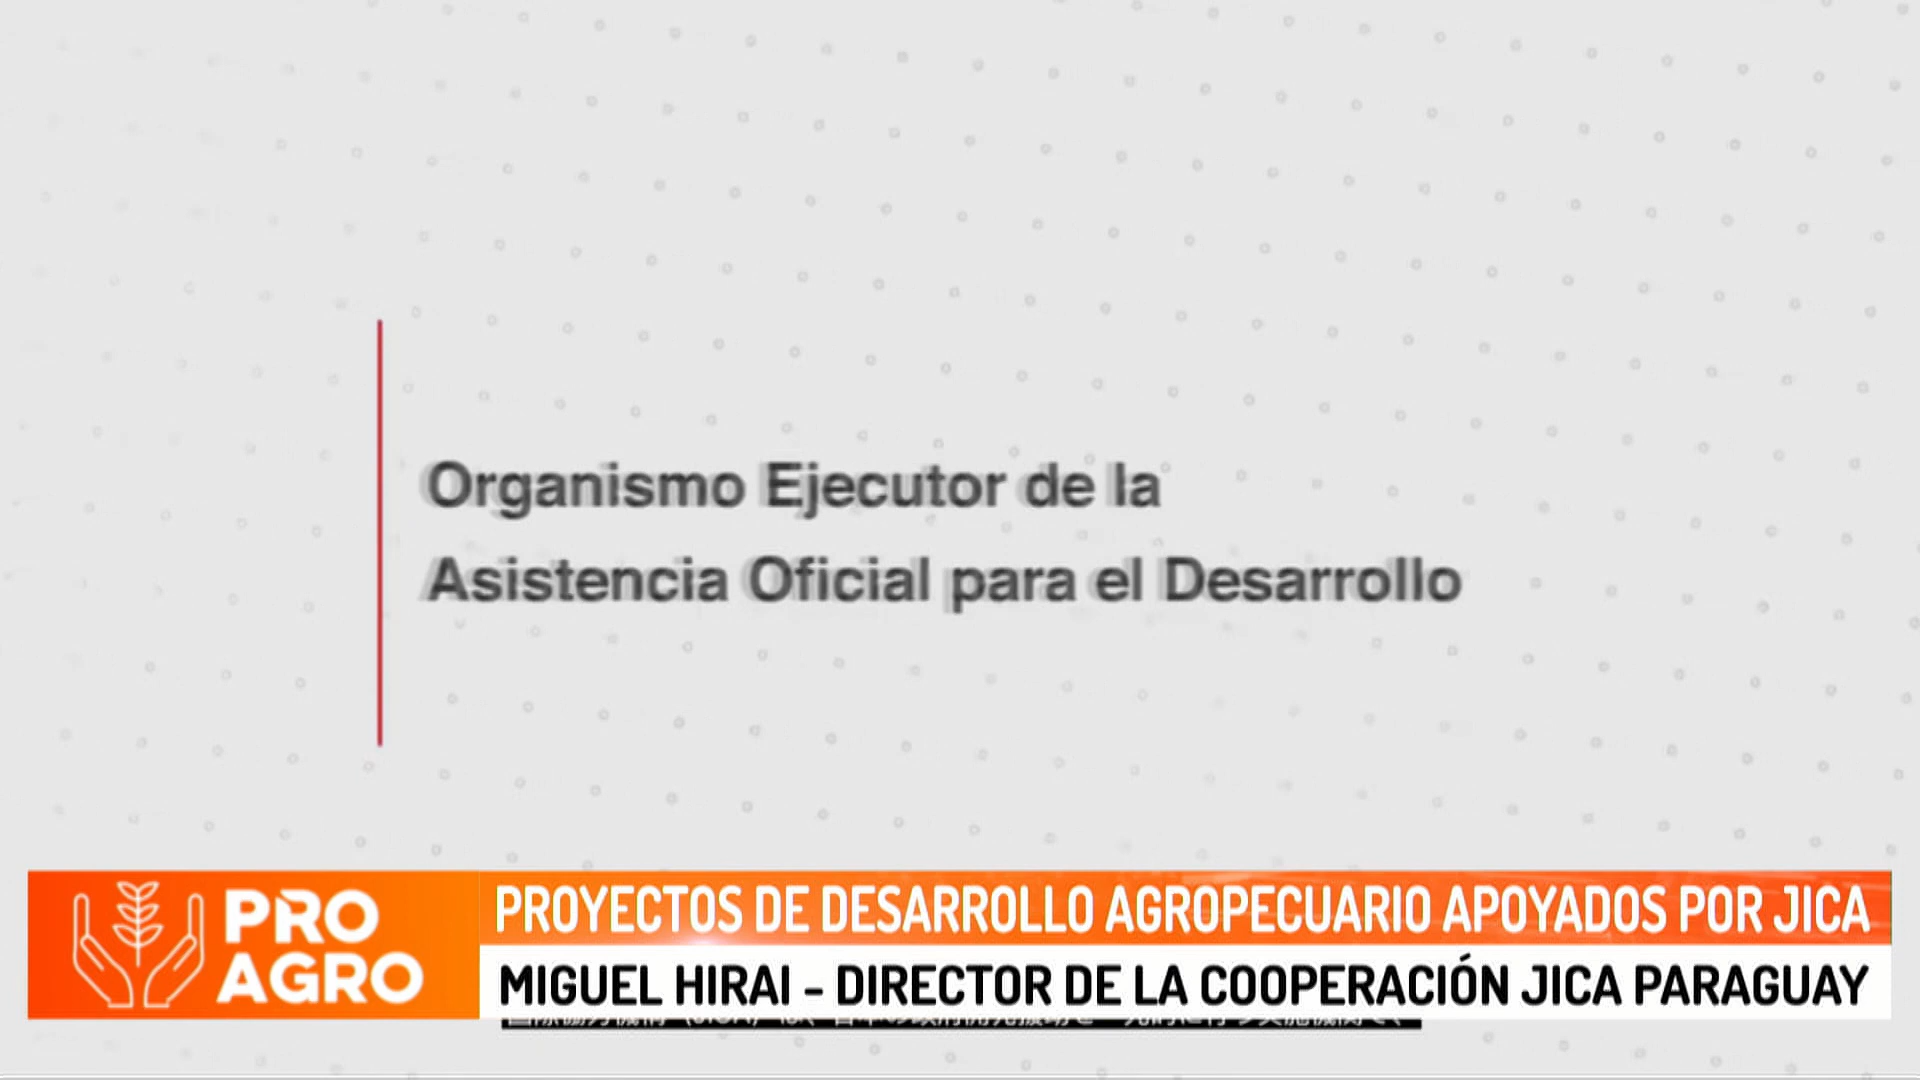 Organismo Ejecutor de la
Asistencia Oficial para el Desarrollo
PRO
AGRO
PROYECTOS DE DESARROLLO AGROPECUARIO APOYADOS POR JICA
MIGUEL HIRAI - DIRECTOR DE LA COOPERACIÓN JICA PARAGUAY